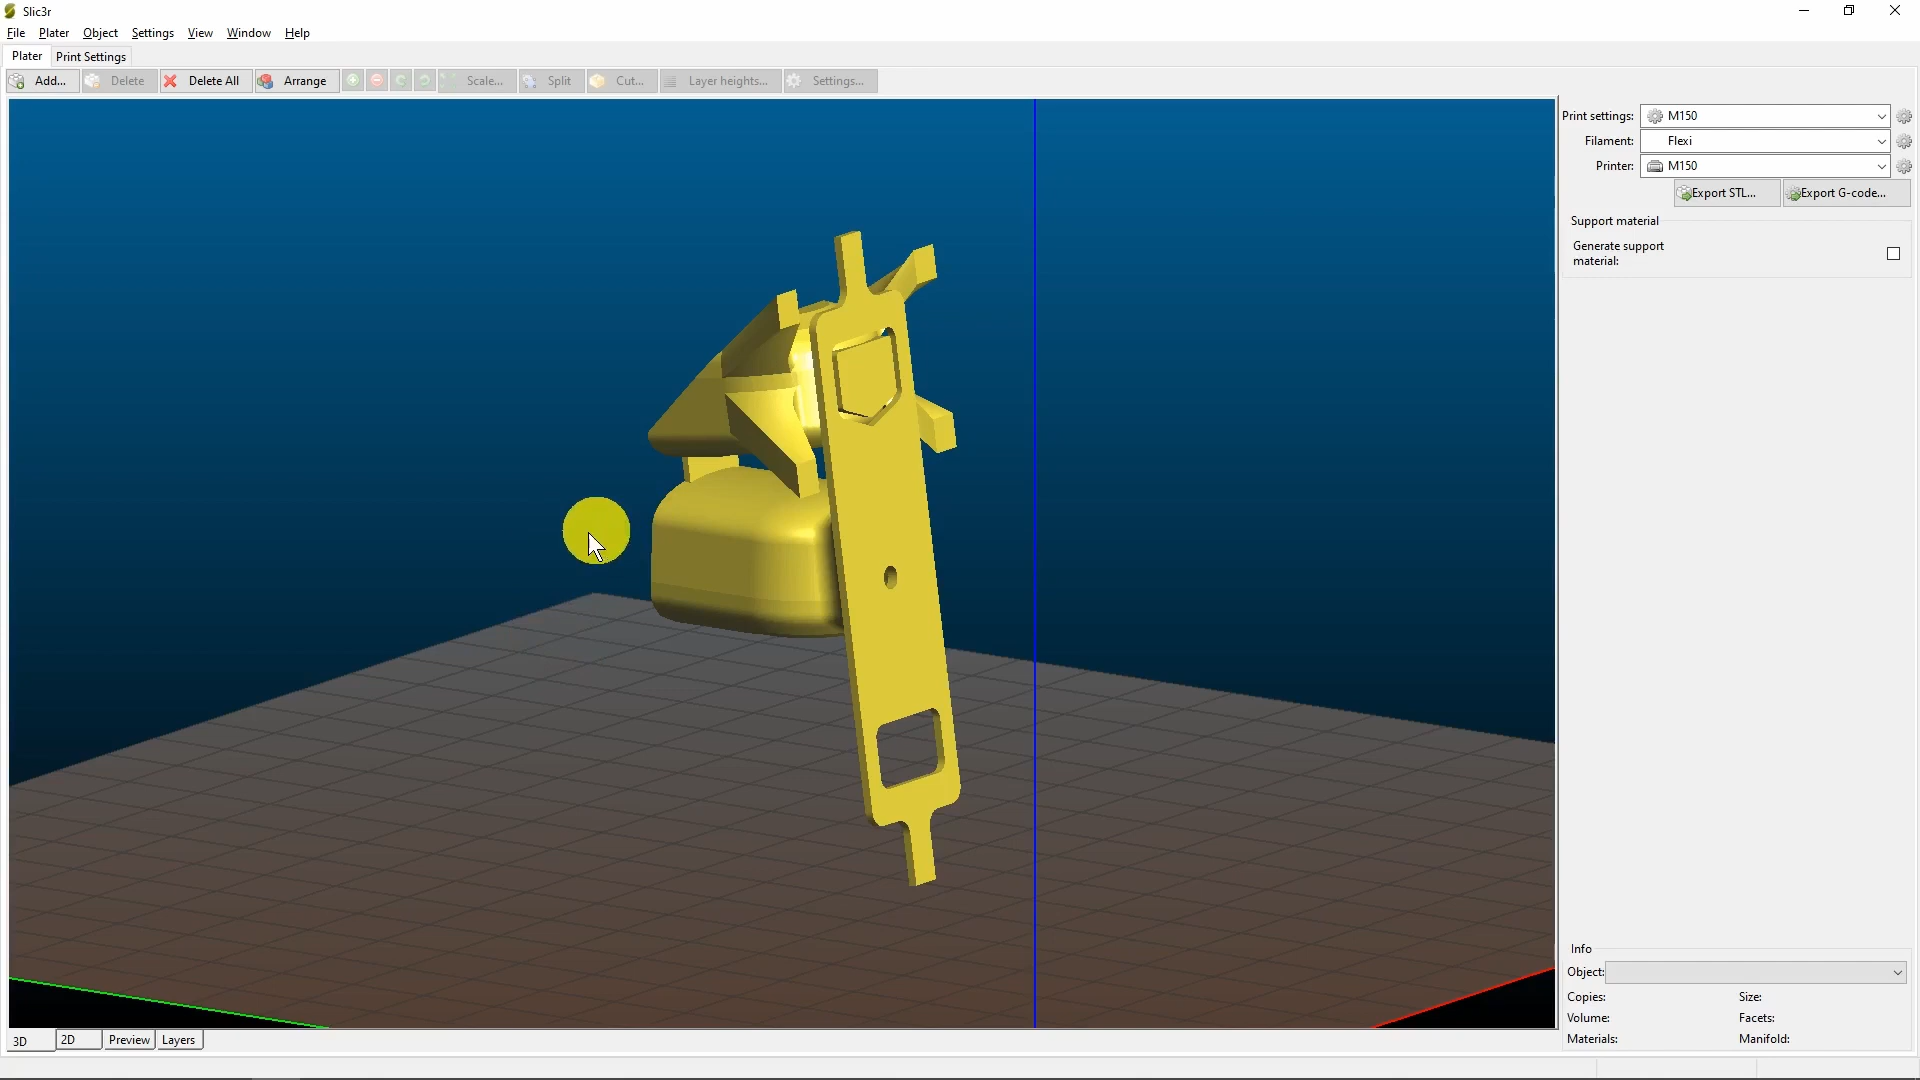 Slic3r
File Plater Object Settings View Window Help
Plater Print Settings
Add... Delete Delete All Arrange Scale... Split Cut... Layer heights... Settings...
Print settings: M150
Filament: Flexi
Printer: M150
Export STL... Export G-code...
Support material
Generate support
material:
Info
Object:
Copies: Size:
Volume: Facets:
Materials: Manifold:
3D 2D Preview Layers